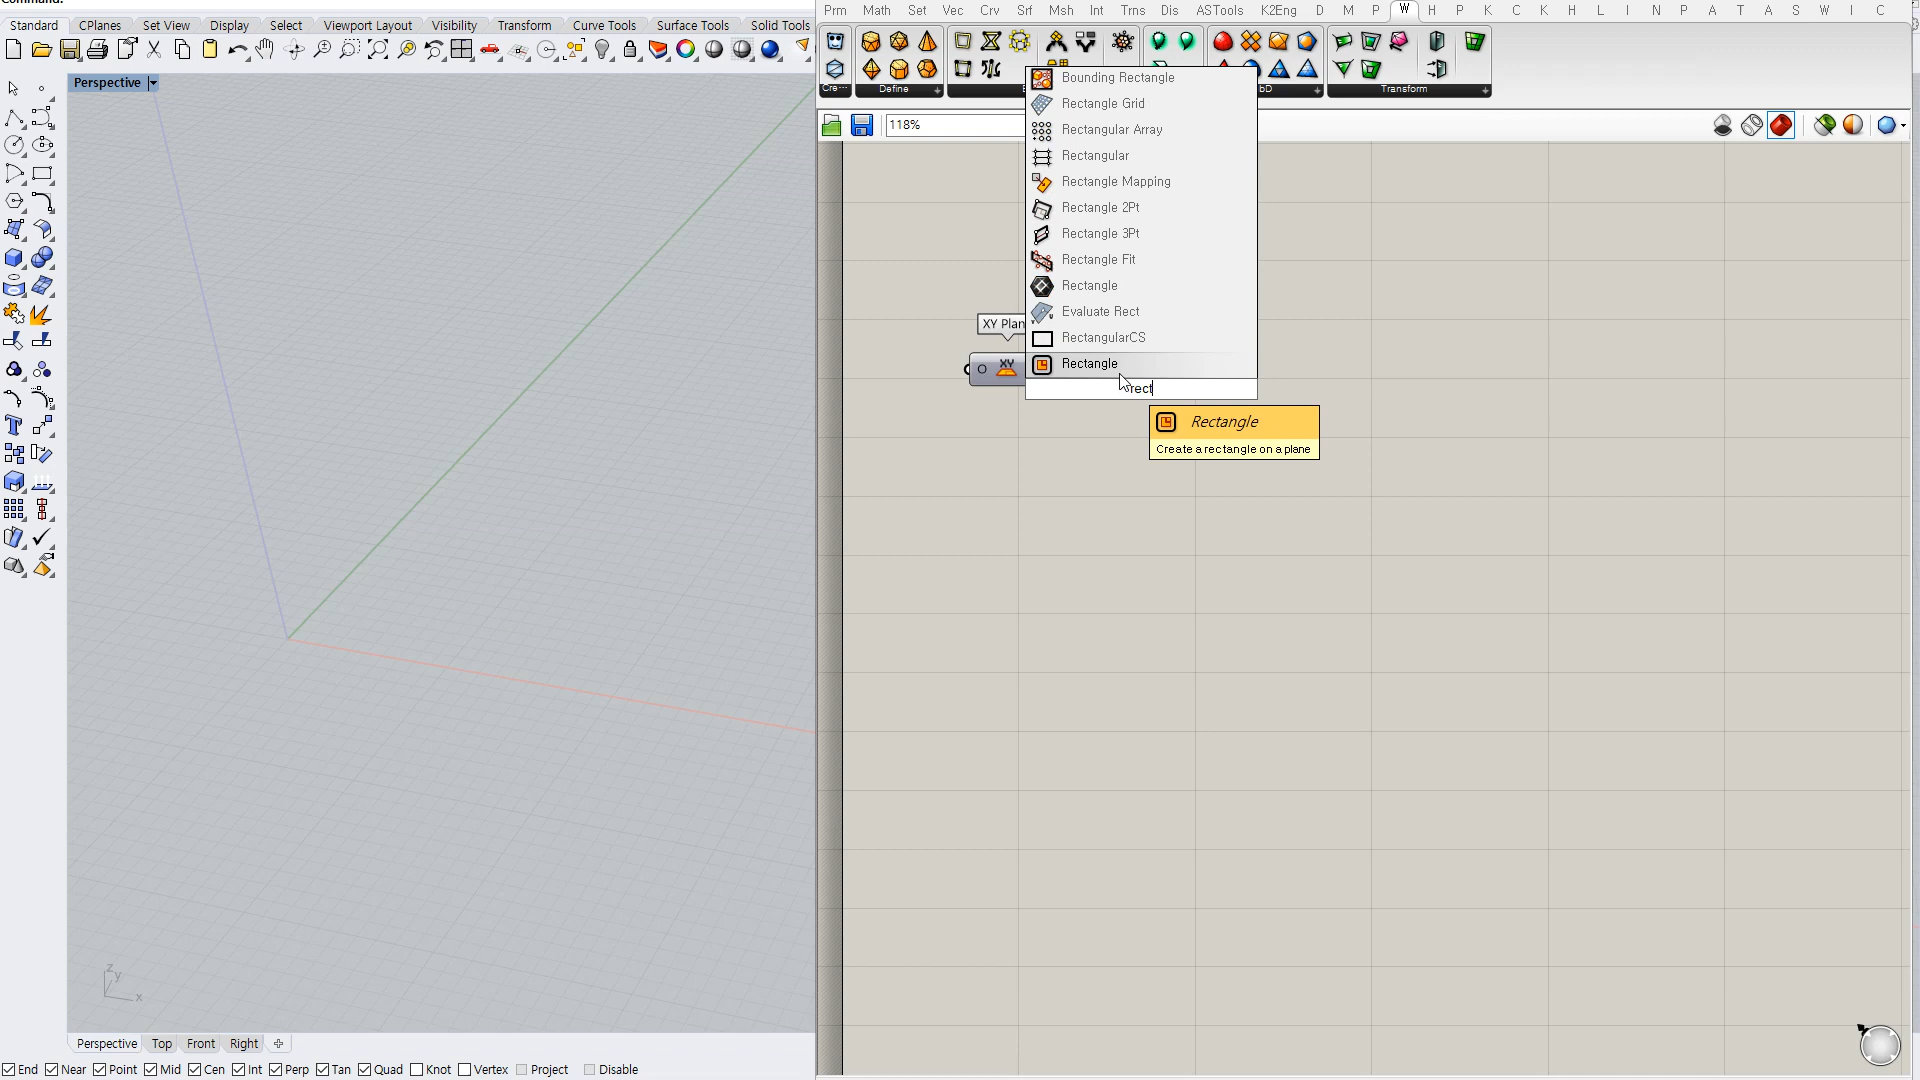 Command:
Standard CPlanes Set View Display Select Viewport Layout Visibility Transform Curve Tools Surface Tools Solid Tools
Prm Math Set Vec Crv Srf Msh Int Trns Dis ASTools K2Eng D M P W H P K C K H L I N P A T A S W I C
Cre
Define
bD
Transform
118%
Perspective
Bounding Rectangle
Rectangle Grid
Rectangular Array
Rectangular
Rectangle Mapping
Rectangle 2Pt
Rectangle 3Pt
Rectangle Fit
Rectangle
Evaluate Rect
RectangularCS
Rectangle
rect
XY Plan
O XY
Rectangle
Create a rectangle on a plane
z
y
x
Perspective Top Front Right
End Near Point Mid Cen Int Perp Tan Quad Knot Vertex Project Disable